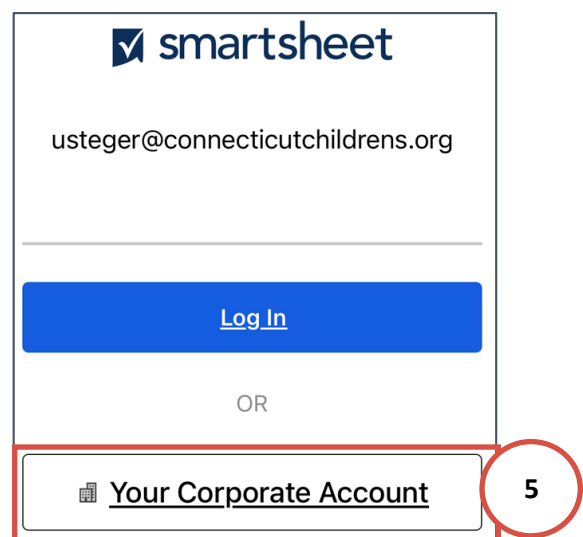 smartsheet
usteger@connecticutchildrens.org
Log In
OR
Your Corporate Account
5